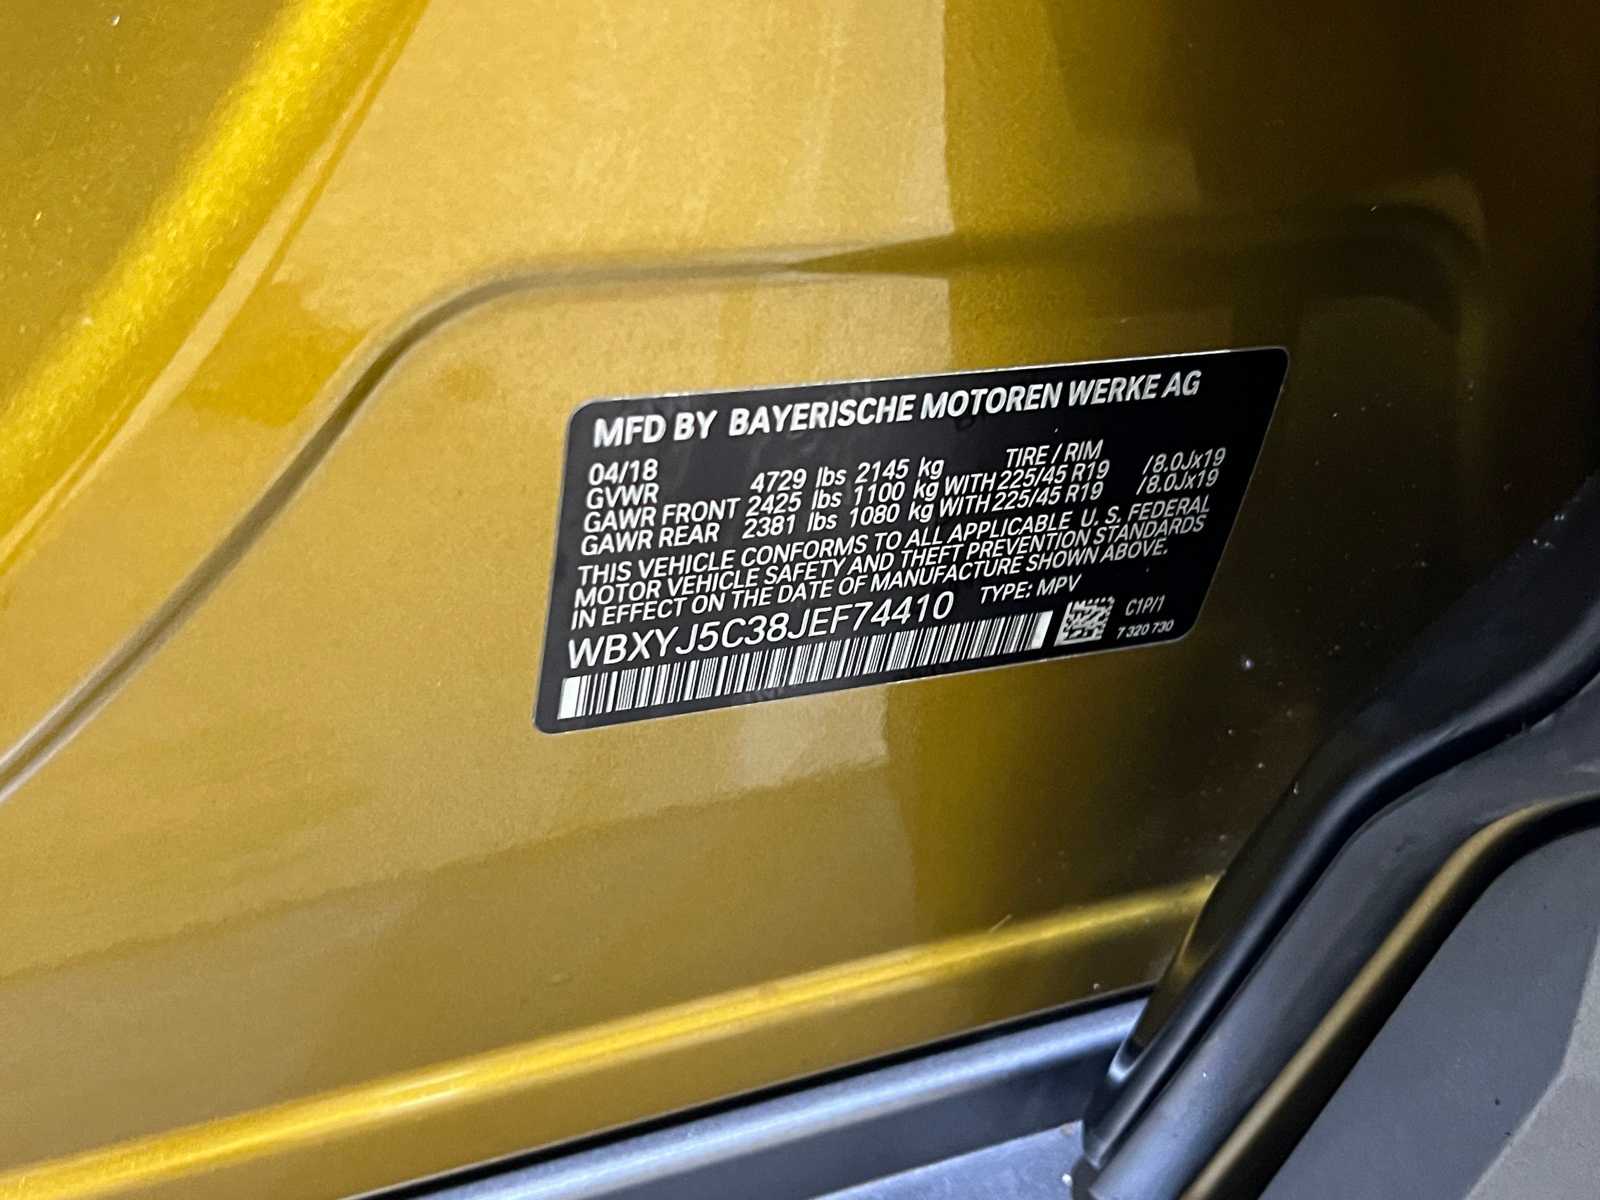 MFD BY BAYERISCHE MOTOREN WERKE AG
04/18 TIRE / RIM
GVWR 4729 lbs 2145 kg
GAWR FRONT 2425 lbs 1100 kg WITH 225/45 R19 /8.0Jx19
GAWR REAR 2381 lbs 1080 kg WITH 225/45 R19 /8.0Jx19
THIS VEHICLE CONFORMS TO ALL APPLICABLE U. S. FEDERAL
MOTOR VEHICLE SAFETY AND THEFT PREVENTION STANDARDS
IN EFFECT ON THE DATE OF MANUFACTURE SHOWN ABOVE.
TYPE: MPV
WBXYJ5C38JEF74410
C1P/1
7 320 730